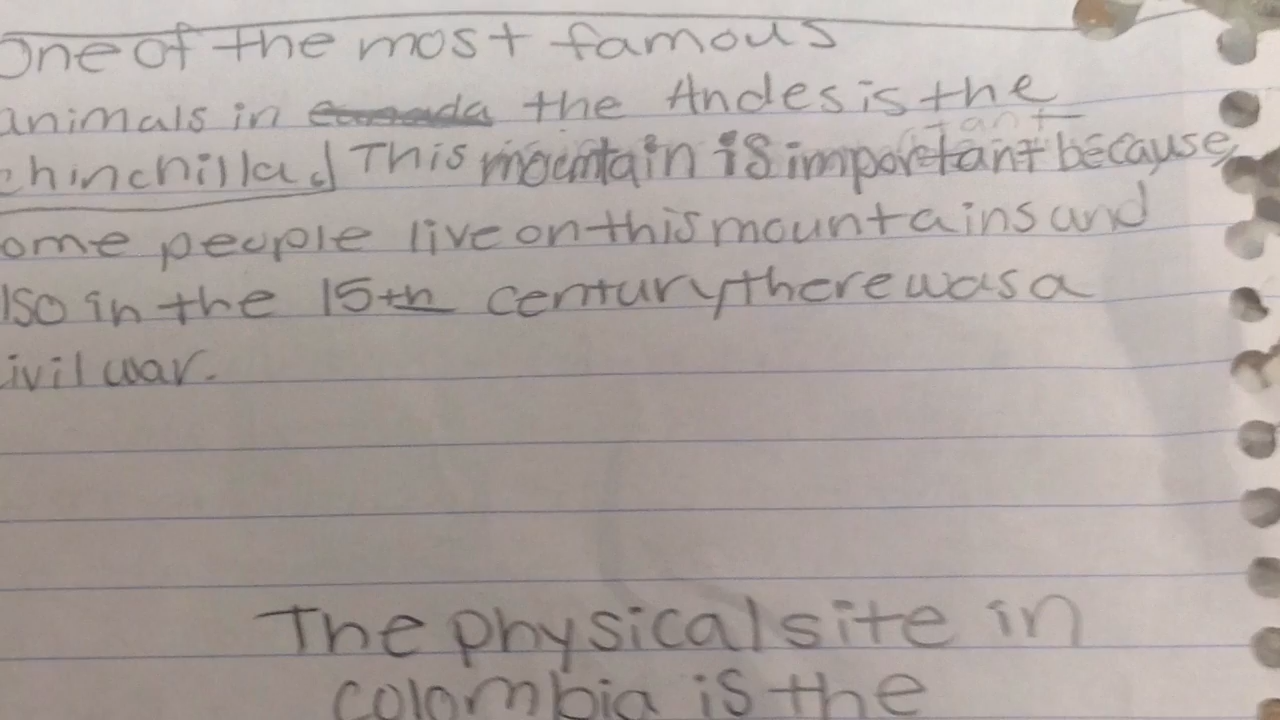 One of the most famous
animals in the Andes is the
chinchilla. This mountain is important because
ome people live on this mountains and
lso in the 15th century there was a
ivil war.
The physical site in
colombia is the